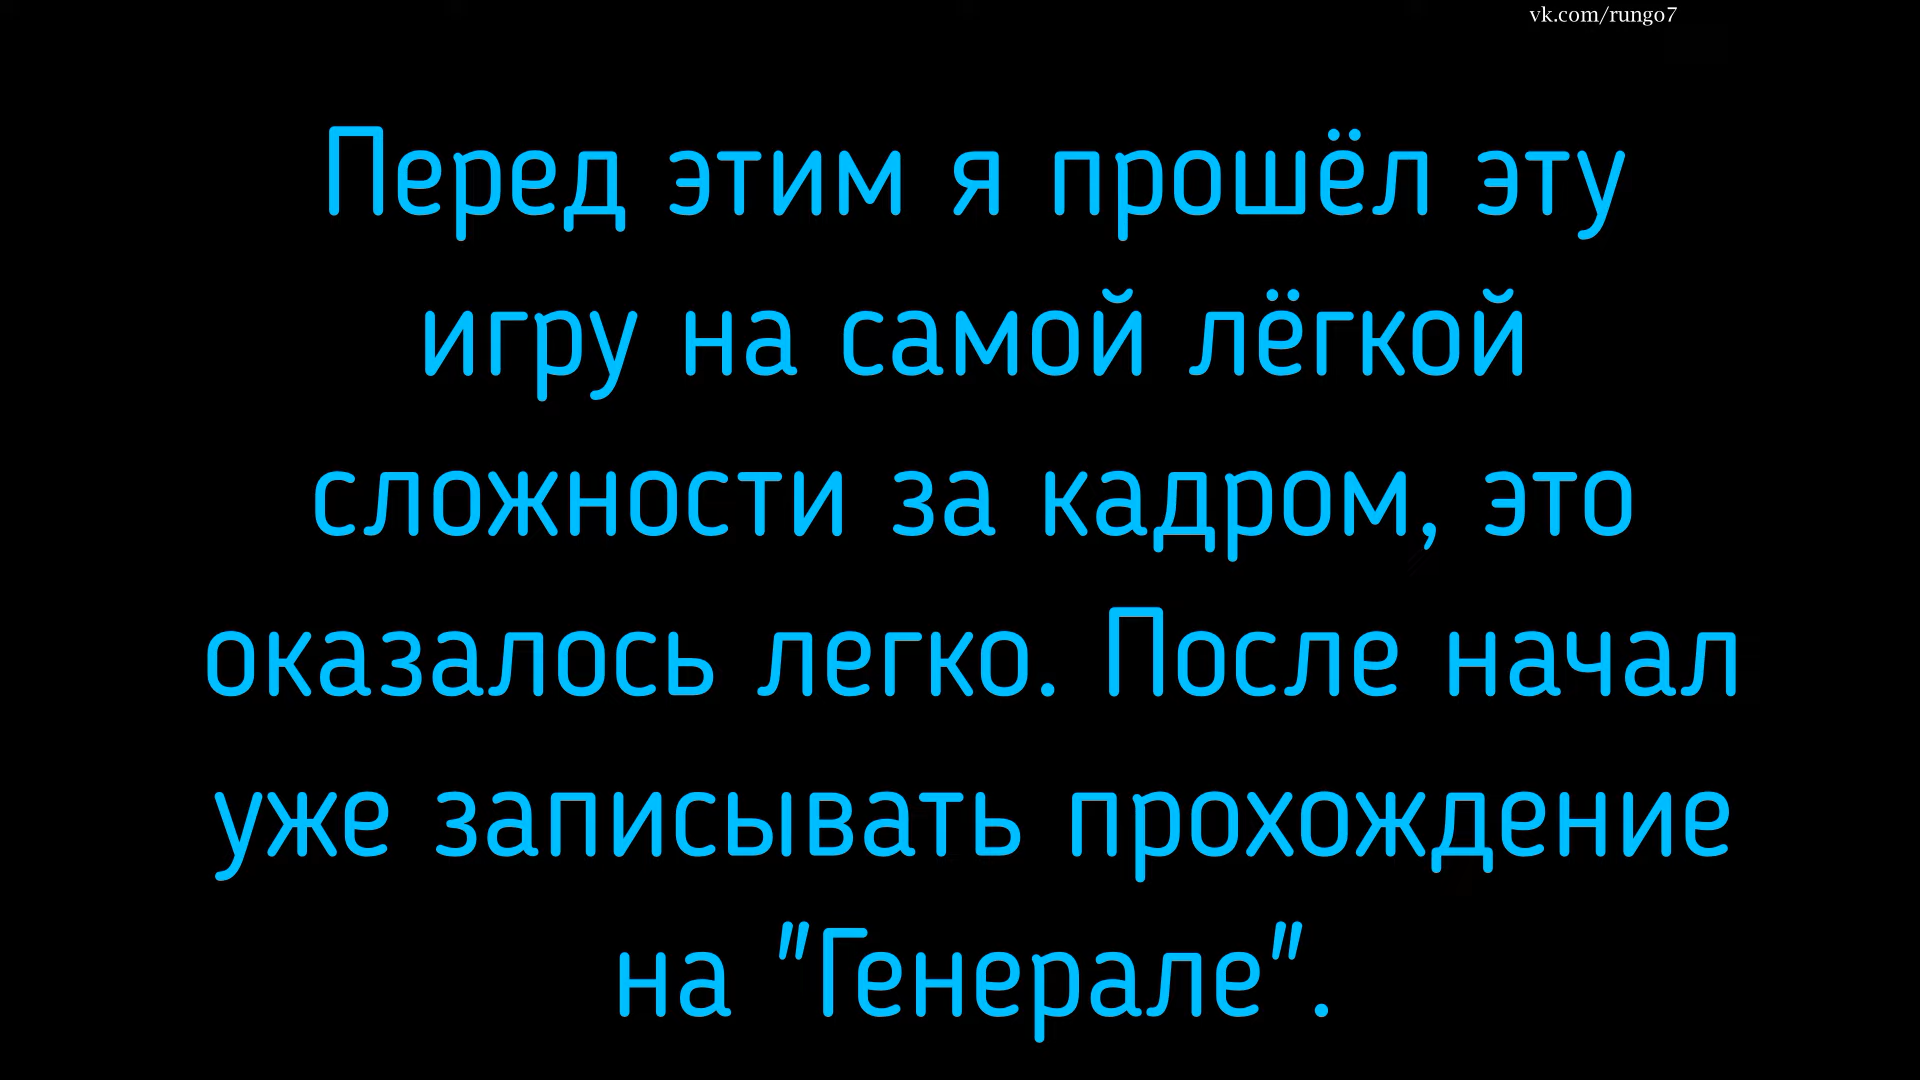 vk.com/rungo7
Перед этим я прошёл эту
игру на самой лёгкой
сложности за кадром, это
оказалось легко. После начал
уже записывать прохождение
на "Генерале".